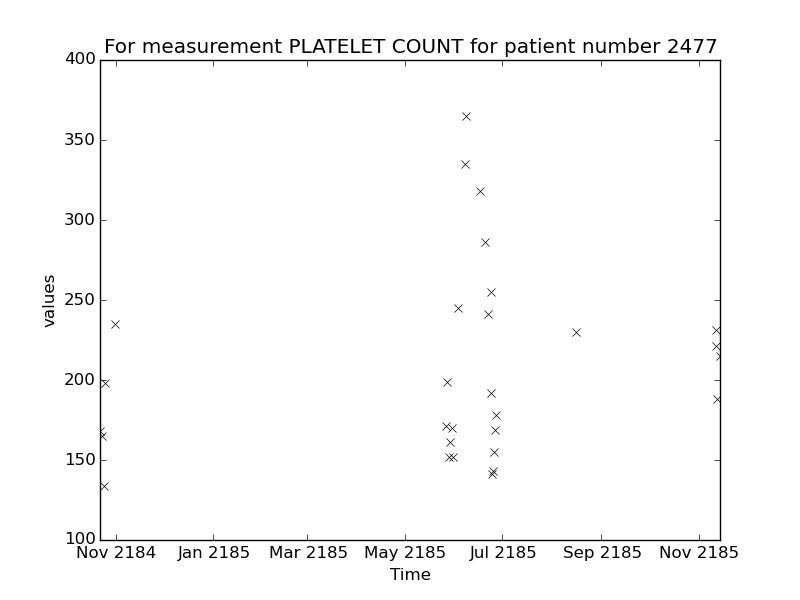 For measurement PLATELET COUNT for patient number 2477
400
350
300
250
200
150
100
values
Nov 2184 Jan 2185 Mar 2185 May 2185 Jul 2185 Sep 2185 Nov 2185
Time